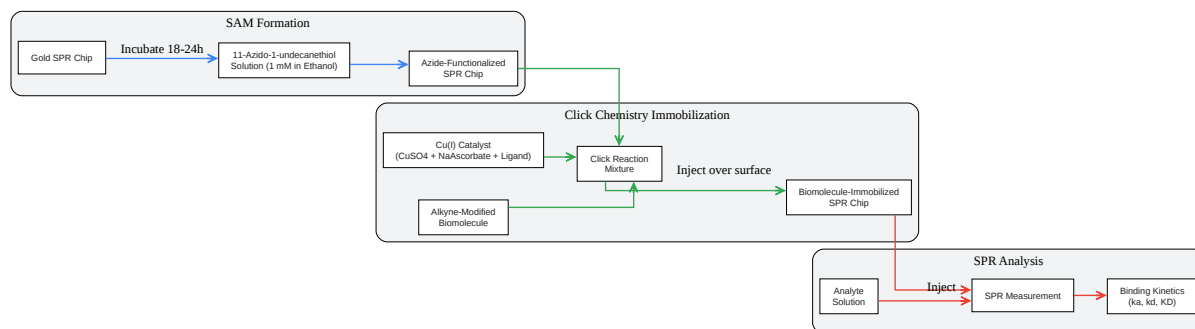 SAM Formation
Gold SPR Chip
Incubate 18-24h
11-Azido-1-undecanethiol
Solution (1 mM in Ethanol)
Azide-Functionalized
SPR Chip
Click Chemistry Immobilization
Cu(I) Catalyst
(CuSO4 + NaAscorbate + Ligand)
Click Reaction
Mixture
Inject over surface
Alkyne-Modified
Biomolecule
Biomolecule-Immobilized
SPR Chip
SPR Analysis
Analyte
Solution
Inject
SPR Measurement
Binding Kinetics
(ka, kd, KD)